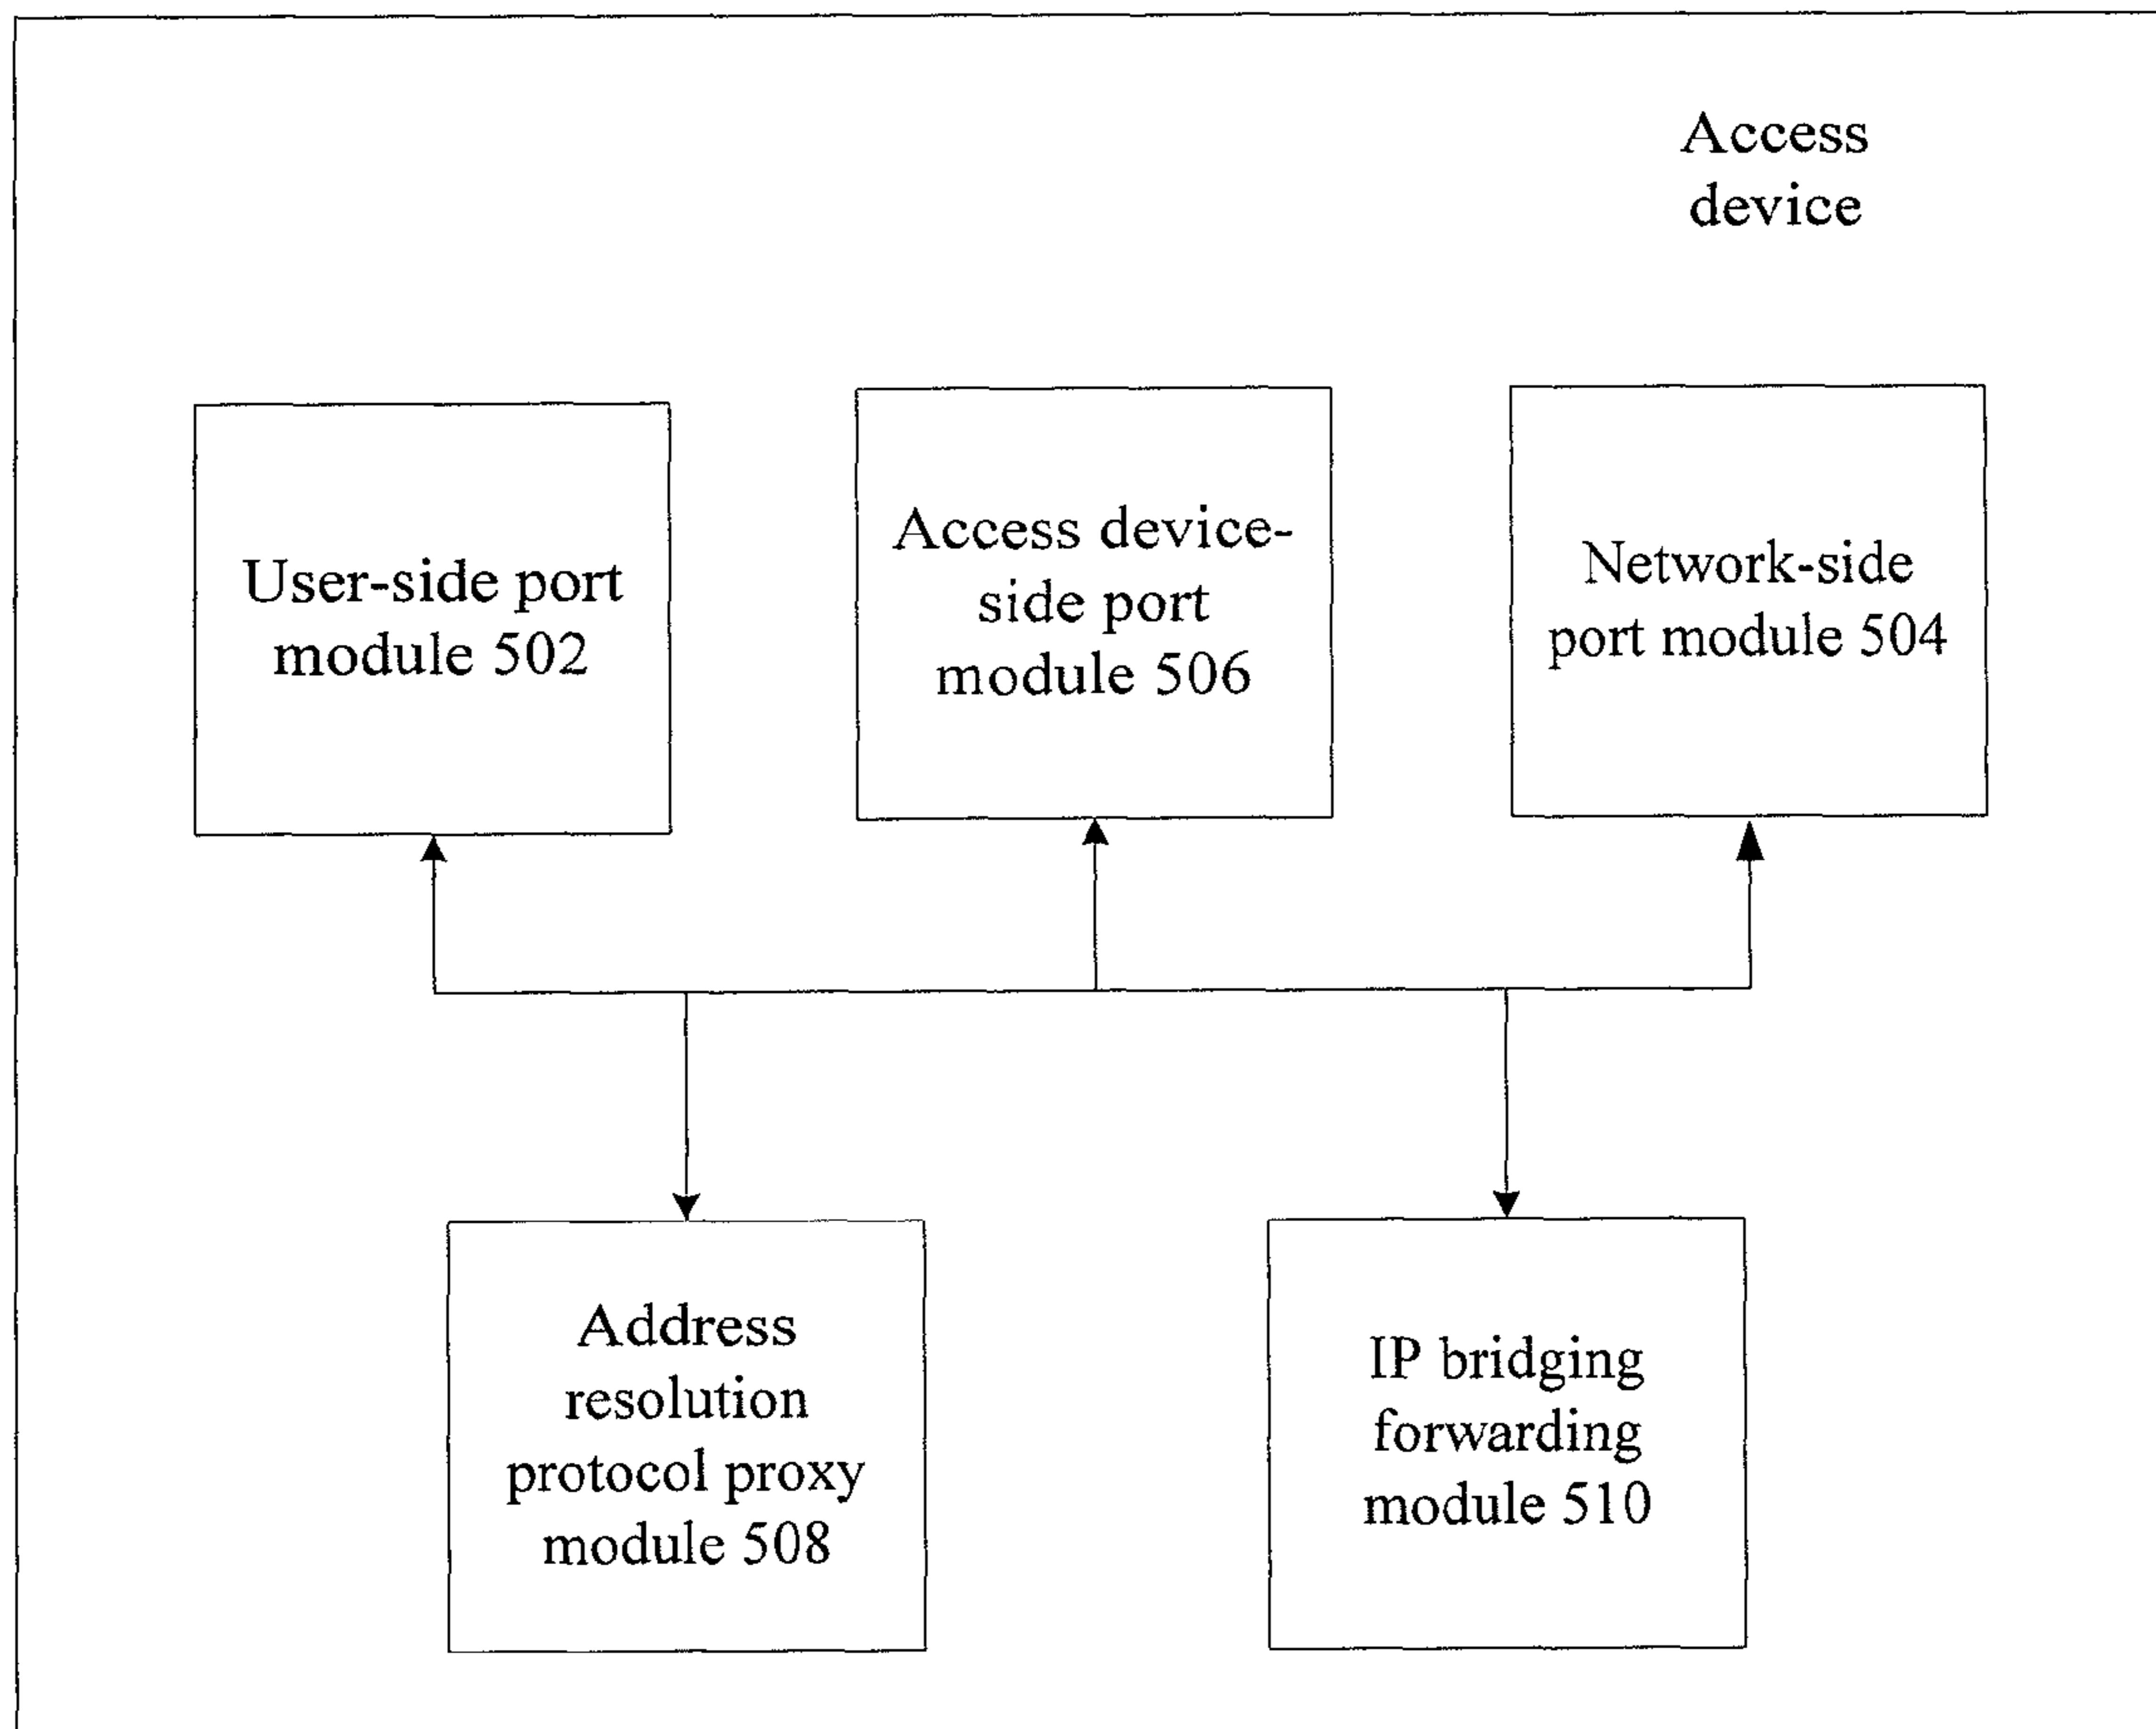 Access
device
User-side port
module 502
Access device-
side port
module 506
Network-side
port module 504
Address
resolution
protocol proxy
module 508
IP bridging
forwarding
module 510